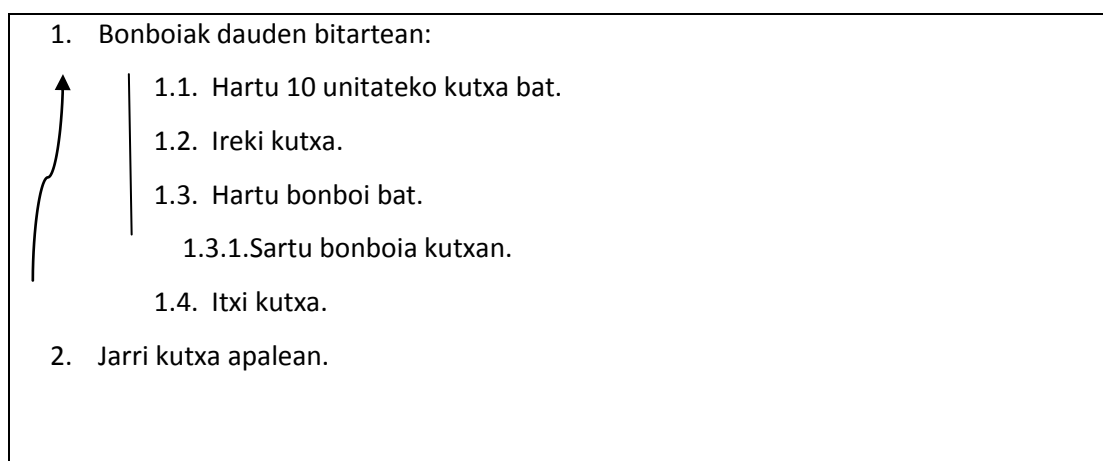 1. Bonboiak dauden bitartean:
1.1. Hartu 10 unitateko kutxa bat.
1.2. Ireki kutxa.
1.3. Hartu bonboi bat.
1.3.1.Sartu bonboia kutxan.
1.4. Itxi kutxa.
2. Jarri kutxa apalean.